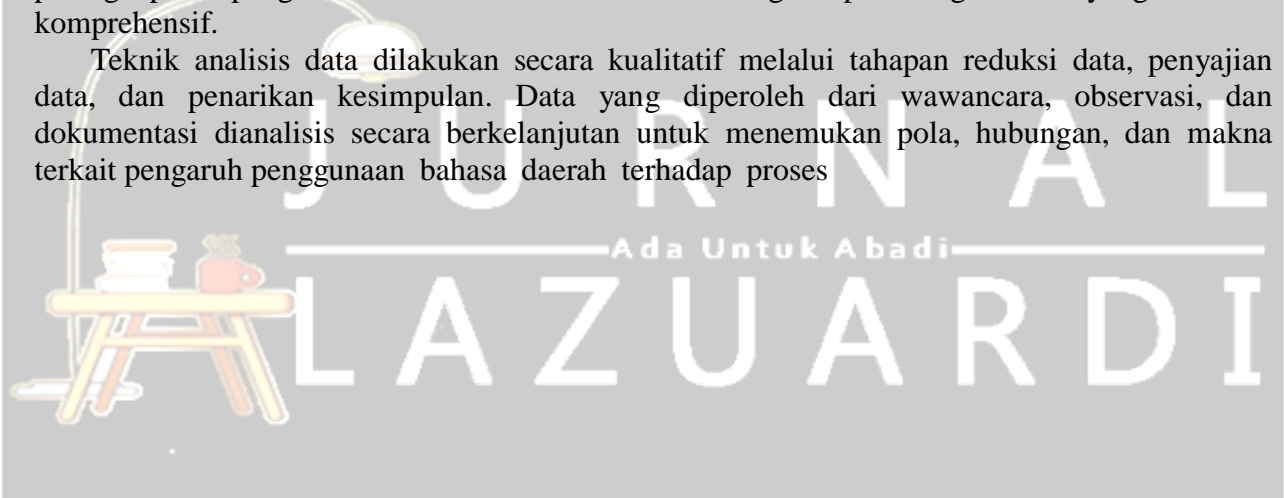 komprehensif.
Teknik analisis data dilakukan secara kualitatif melalui tahapan reduksi data, penyajian
data, dan penarikan kesimpulan. Data yang diperoleh dari wawancara, observasi, dan
dokumentasi dianalisis secara berkelanjutan untuk menemukan pola, hubungan, dan makna
terkait pengaruh penggunaan bahasa daerah terhadap proses
JURNAL
Ada Untuk Abadi
LAZUARDI